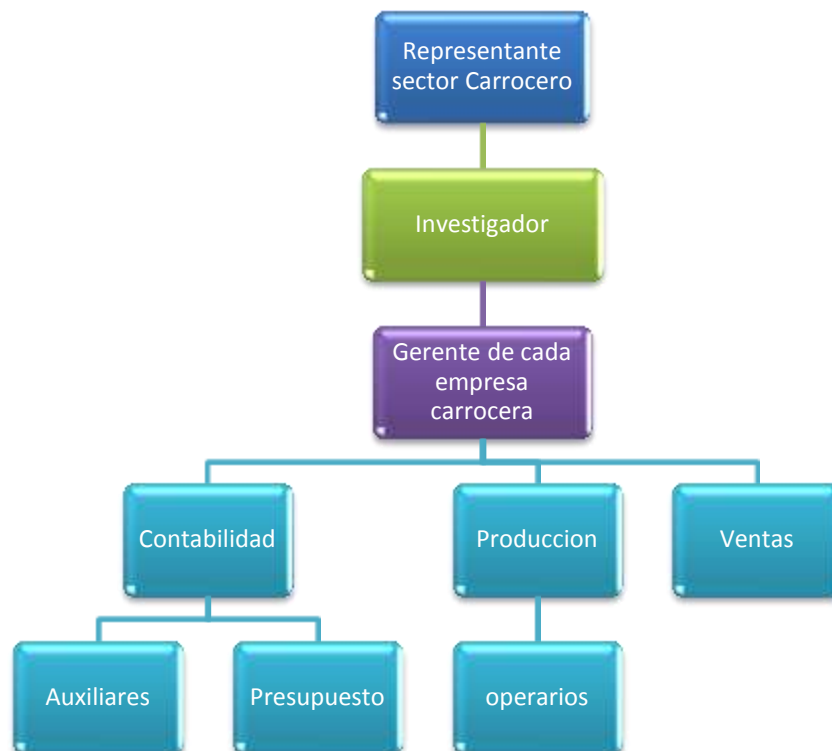 Representante
sector Carrocero
Investigador
Gerente de cada
empresa
carrocera
Contabilidad
Produccion
Ventas
Auxiliares
Presupuesto
operarios